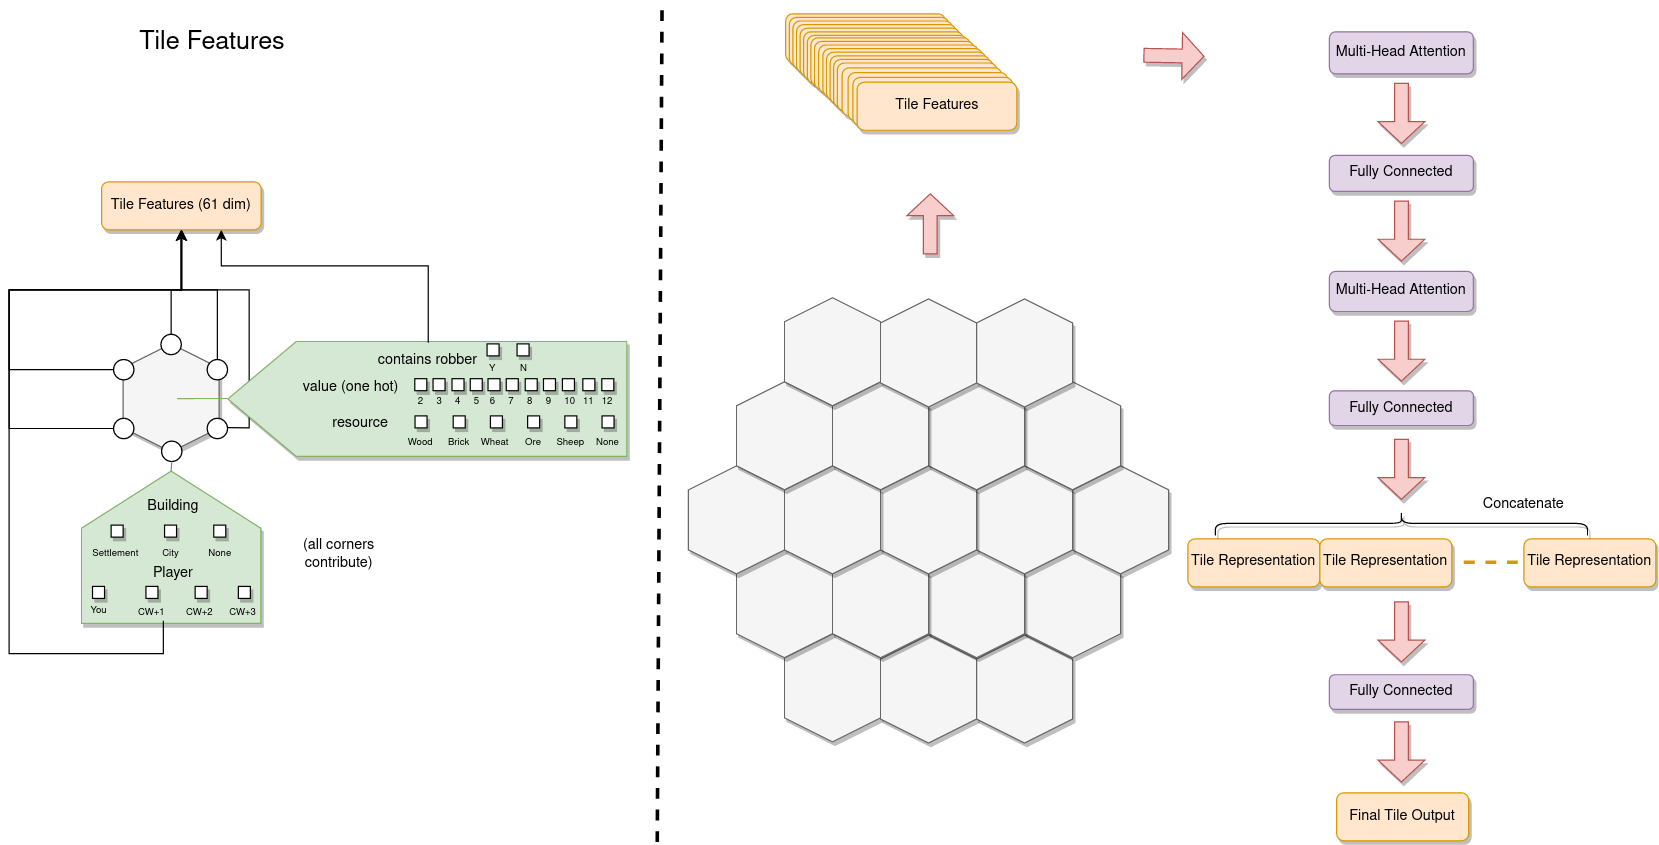 Tile Features
Tile Features (61 dim)
contains robber
Y N
value (one hot)
2 3 4 5 6 7 8 9 10 11 12
resource
Wood Brick Wheat Ore Sheep None
Building
Settlement City None
Player
You CW+1 CW+2 CW+3
(all corners
contribute)
Tile Features
Multi-Head Attention
Fully Connected
Multi-Head Attention
Fully Connected
Concatenate
Tile Representation Tile Representation Tile Representation
Fully Connected
Final Tile Output